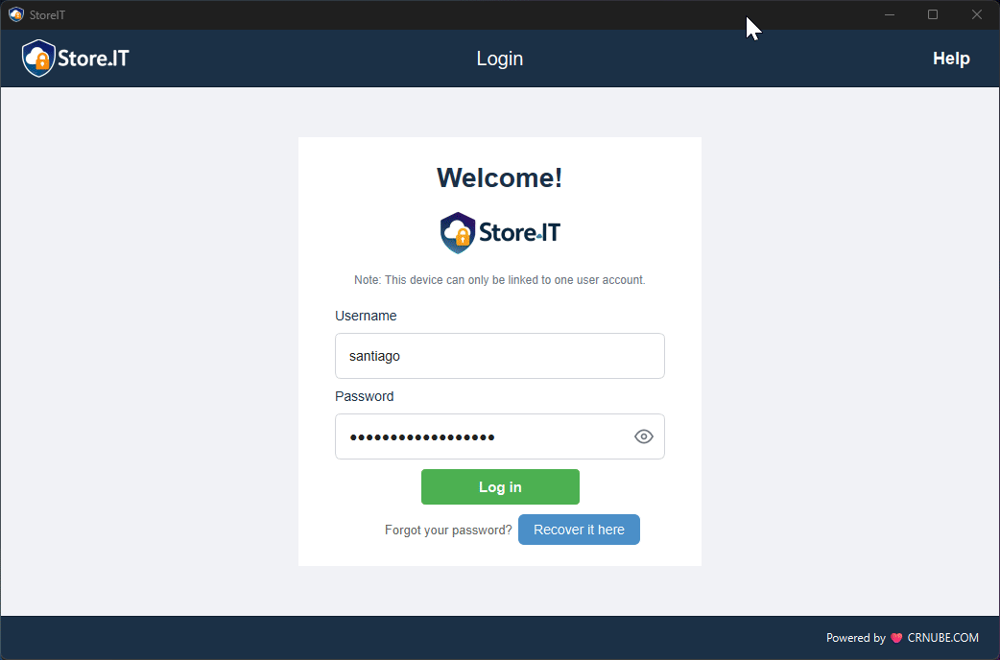 StoreIT
Store.IT
Login
Help
Welcome!
Store.IT
Note: This device can only be linked to one user account.
Username
santiago
Password
••••••••••••••••••
Log in
Forgot your password? Recover it here
Powered by ❤ CRNUBE.COM